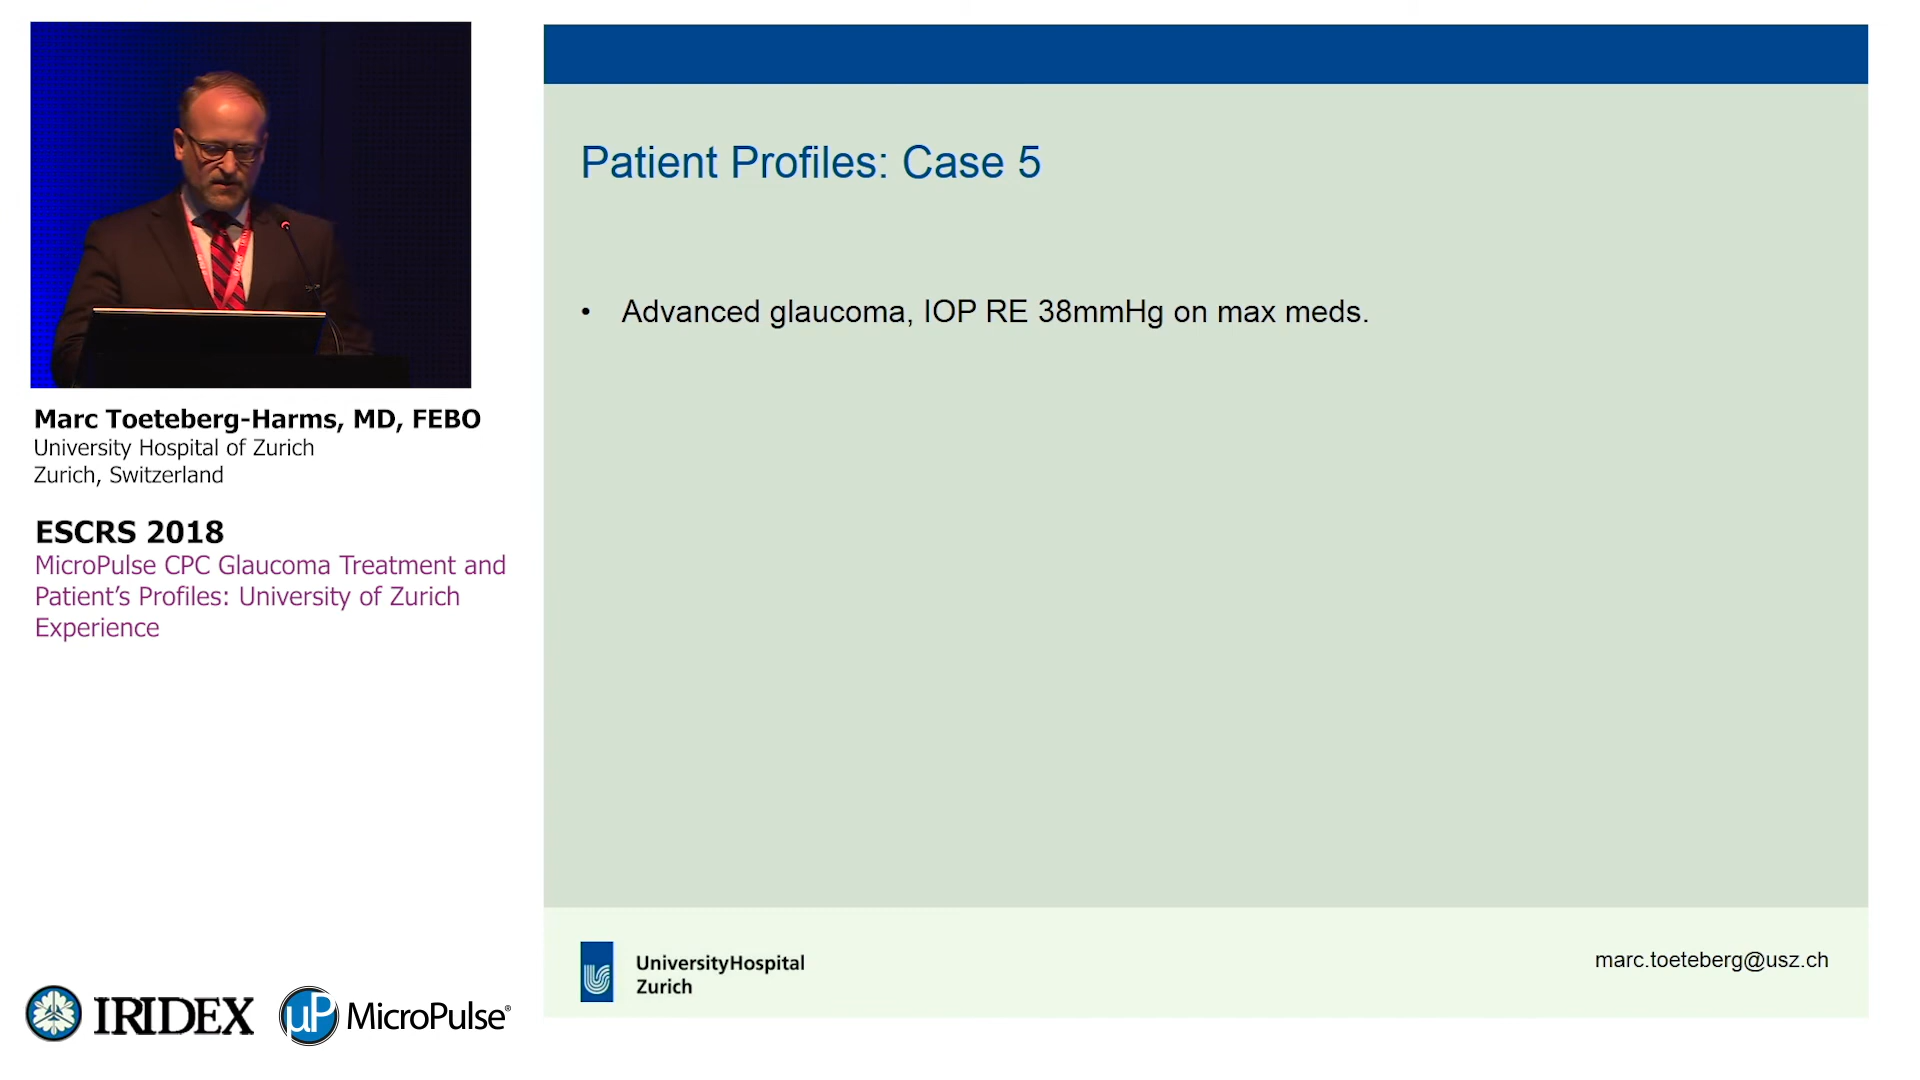 Marc Toeteberg-Harms, MD, FEBO
University Hospital of Zurich
Zurich, Switzerland
ESCRS 2018
MicroPulse CPC Glaucoma Treatment and
Patient’s Profiles: University of Zurich
Experience
IRIDEX
µP MicroPulse®
Patient Profiles: Case 5
• Advanced glaucoma, IOP RE 38mmHg on max meds.
UniversityHospital
Zurich
marc.toeteberg@usz.ch